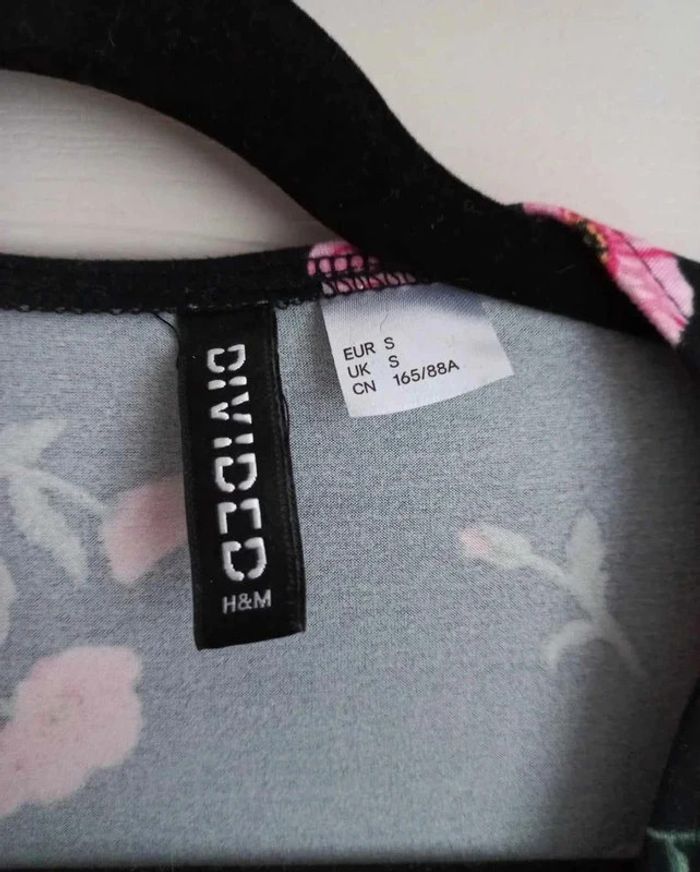 DIVIDED
H&M
EUR S
UK S
CN 165/88A